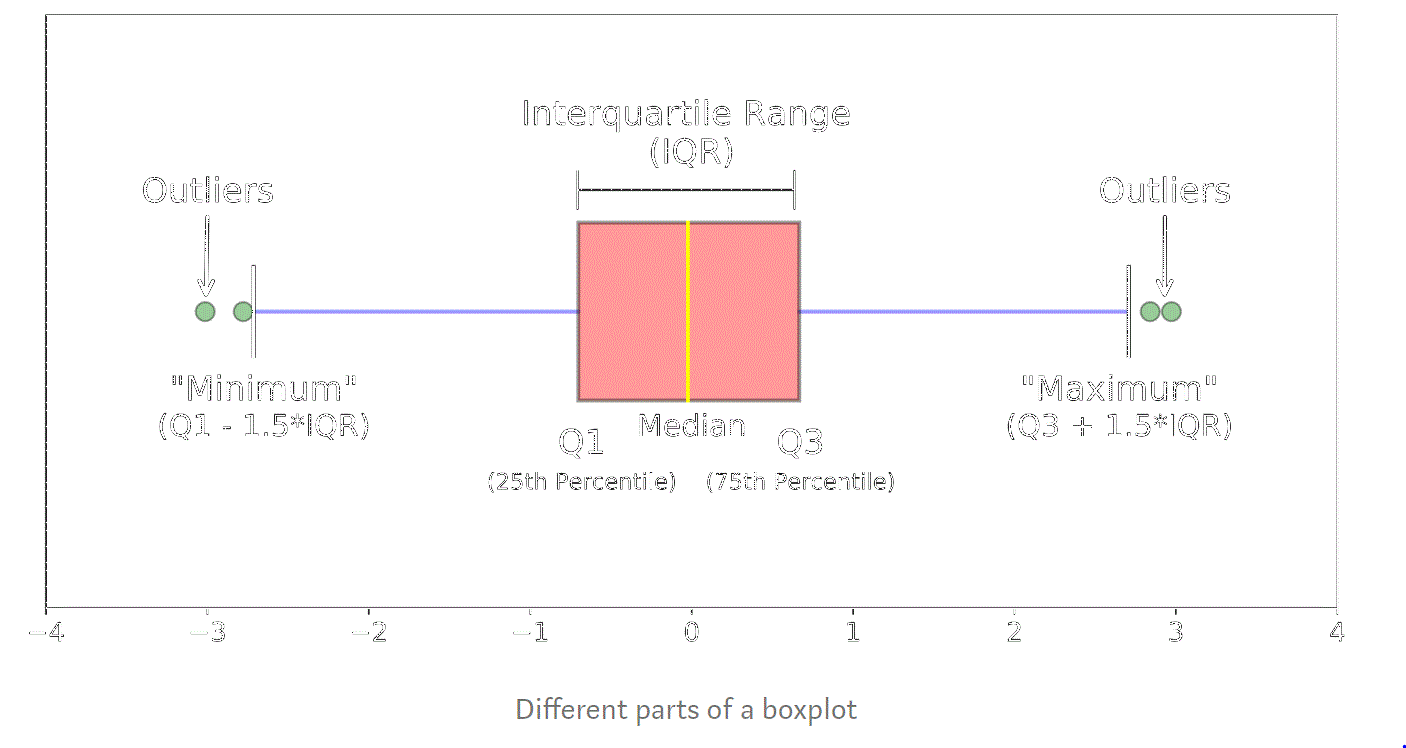 Interquartile Range
(IQR)
Outliers
Outliers
"Minimum"
(Q1 - 1.5*IQR)
"Maximum"
(Q3 + 1.5*IQR)
Median
Q1
Q3
(25th Percentile)
(75th Percentile)
−4 −3 −2 −1 0 1 2 3 4
Different parts of a boxplot